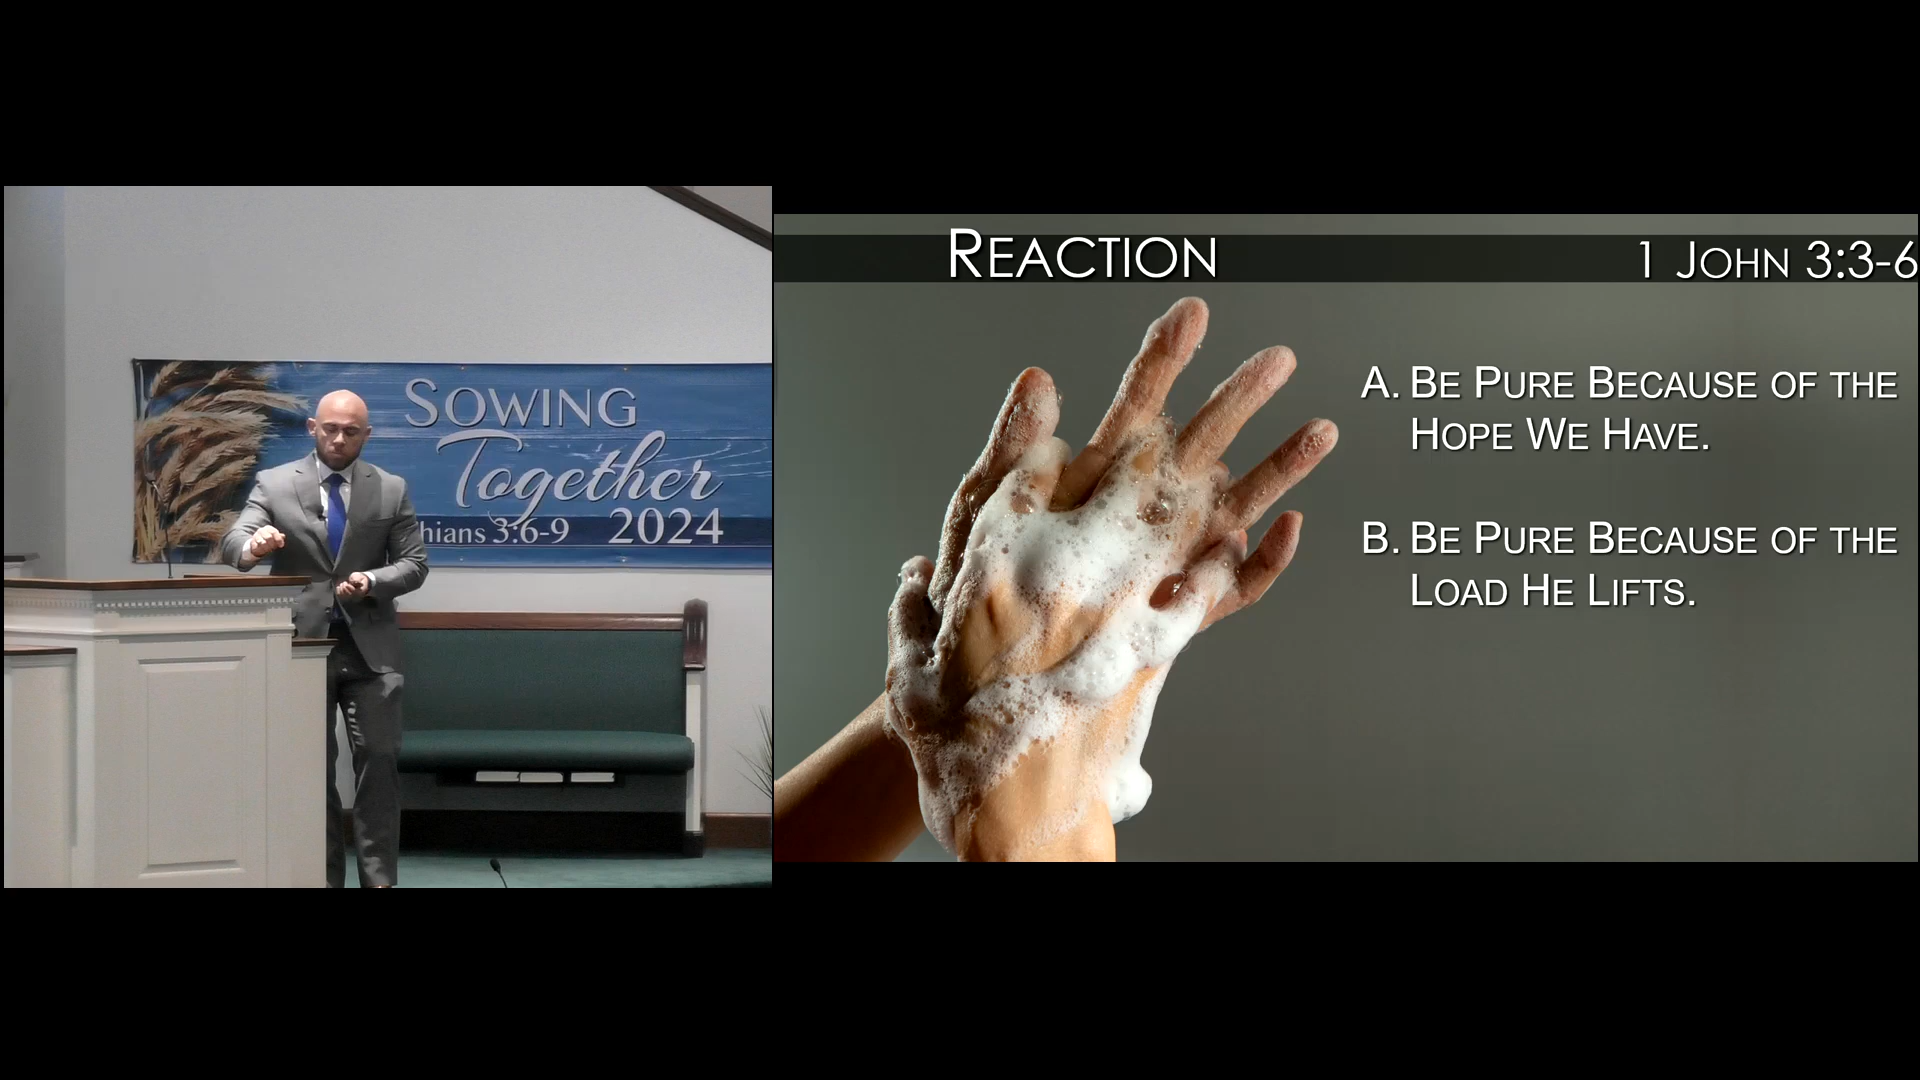 SOWING
Together
hians 3:6-9 2024
REACTION
1 JOHN 3:3-6
A. BE PURE BECAUSE OF THE
HOPE WE HAVE.
B. BE PURE BECAUSE OF THE
LOAD HE LIFTS.